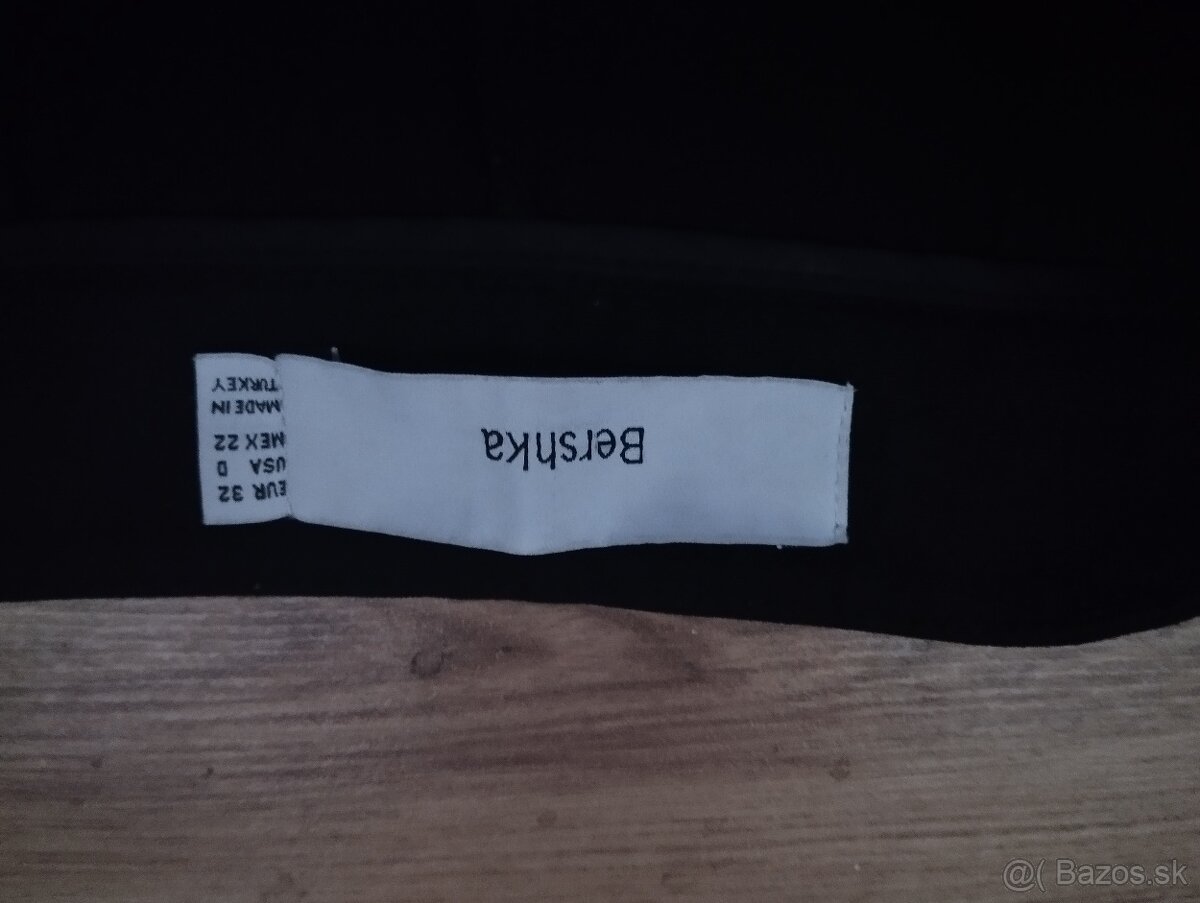 Bershka
EUR 32
USA 0
MEX 22
MADE IN
TURKEY
@( Bazos.sk